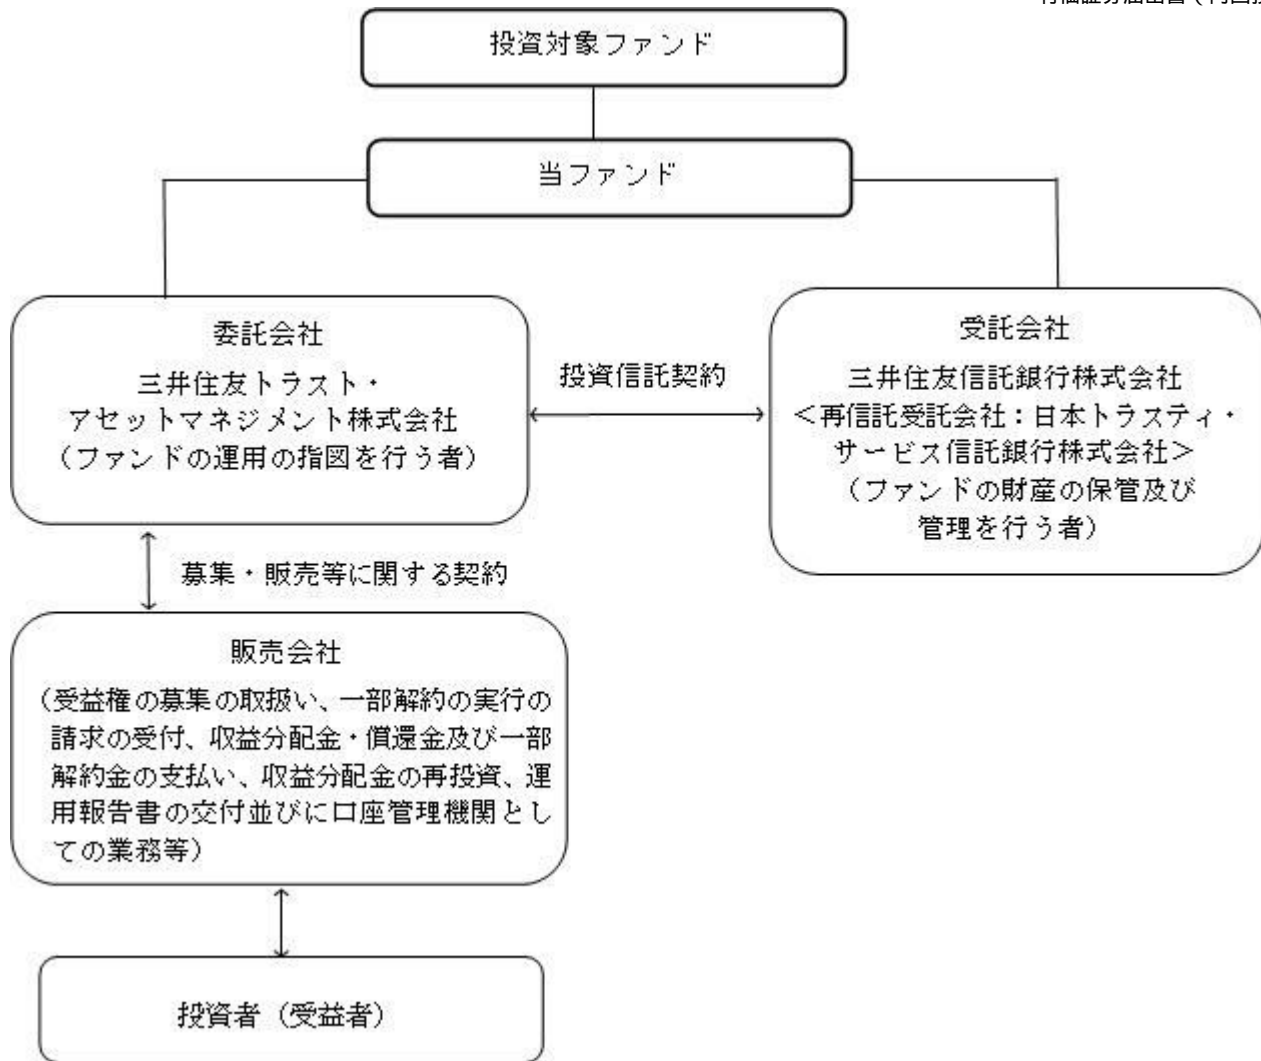 投資対象ファンド
当ファンド
委託会社
三井住友トラスト・
アセットマネジメント株式会社
（ファンドの運用の指図を行う者）
投資信託契約
受託会社
三井住友信託銀行株式会社
＜再信託受託会社：日本トラスティ・
サービス信託銀行株式会社＞
（ファンドの財産の保管及び
管理を行う者）
募集・販売等に関する契約
販売会社
（受益権の募集の取扱い、一部解約の実行の
請求の受付、収益分配金・償還金及び一部
解約金の支払い、収益分配金の再投資、運
用報告書の交付並びに口座管理機関とし
ての業務等）
投資者（受益者）